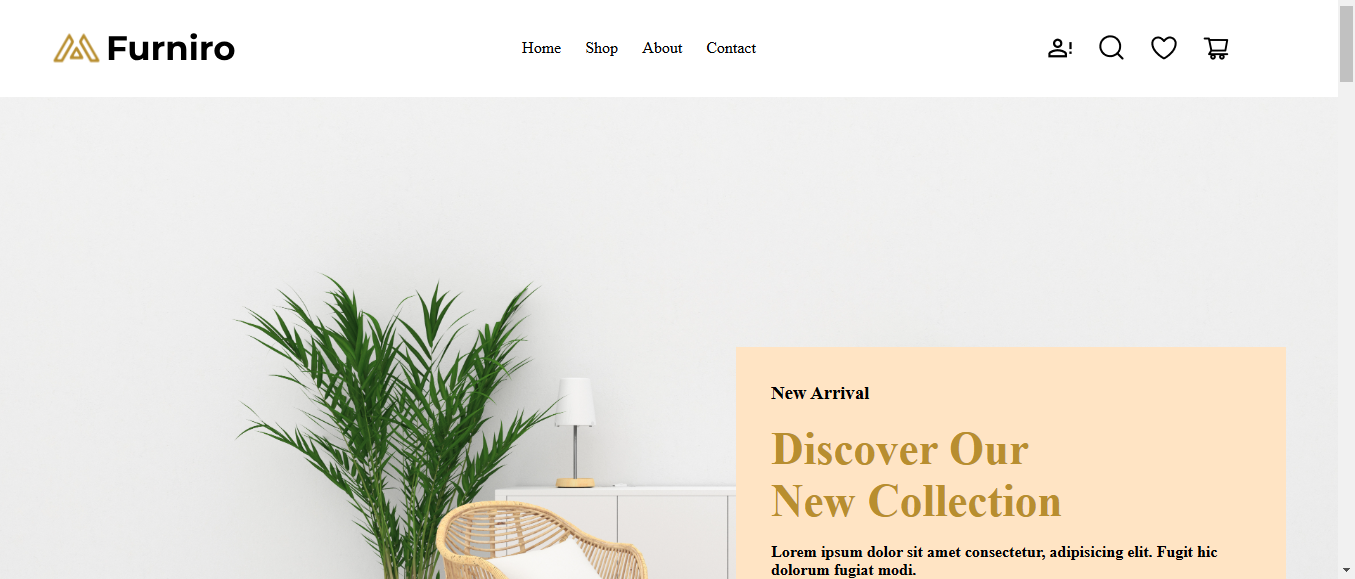 Furniro
Home Shop About Contact
New Arrival
Discover Our
New Collection
Lorem ipsum dolor sit amet consectetur, adipisicing elit. Fugit hic
dolorum fugiat modi.